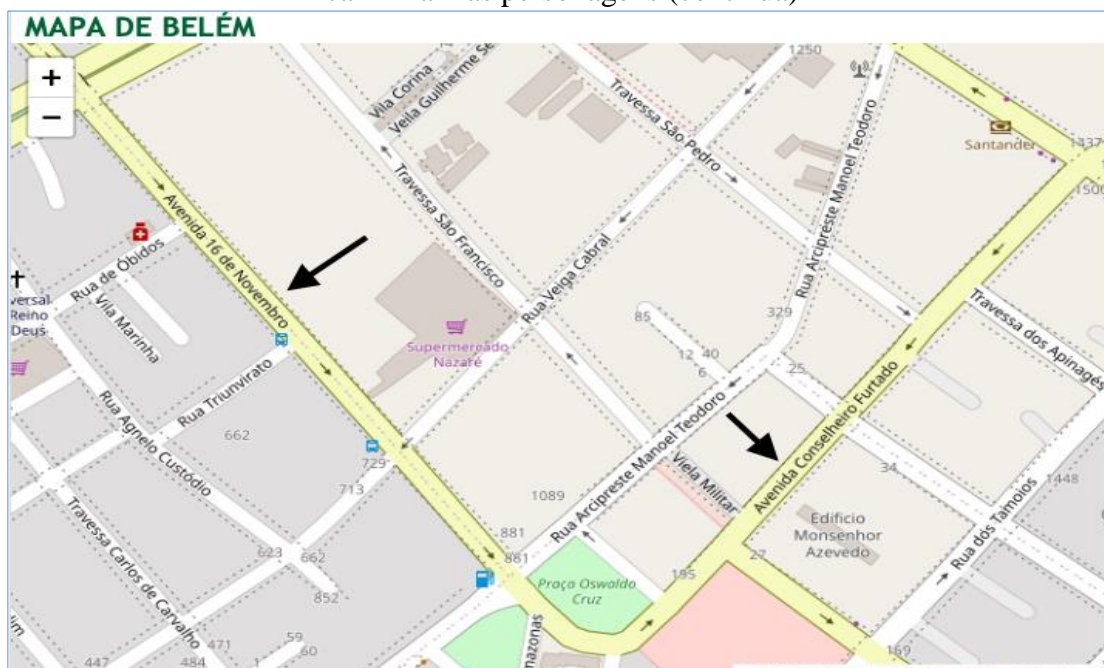 MAPA DE BELÉM
+
−
1250
Vila Corina
Travessa São Pedro
Rua Arcipreste Manoel Teodoro
Santander
1437
Avenida 16 de Novembro
Travessa São Francisco
Rua Veiga Cabral
Rua de Óbidos
Vila Marinha
Reino
Deus
Supermercado
Nazaré
85
329
12
40
6
25
Travessa dos Apinagés
Rua Triunvirato
Rua Agnelo Custódio
662
729
713
Rua Arcipreste Manoel Teodoro
Viela Militar
Avenida Conselheiro Furtado
34
1448
1089
881
881
Edificio
Monsenhor
Azevedo
Rua dos Tamoios
Travessa Carlos de Carvalho
623
662
852
Praça Oswaldo
Cruz
195
27
471
59
60
447
484
169